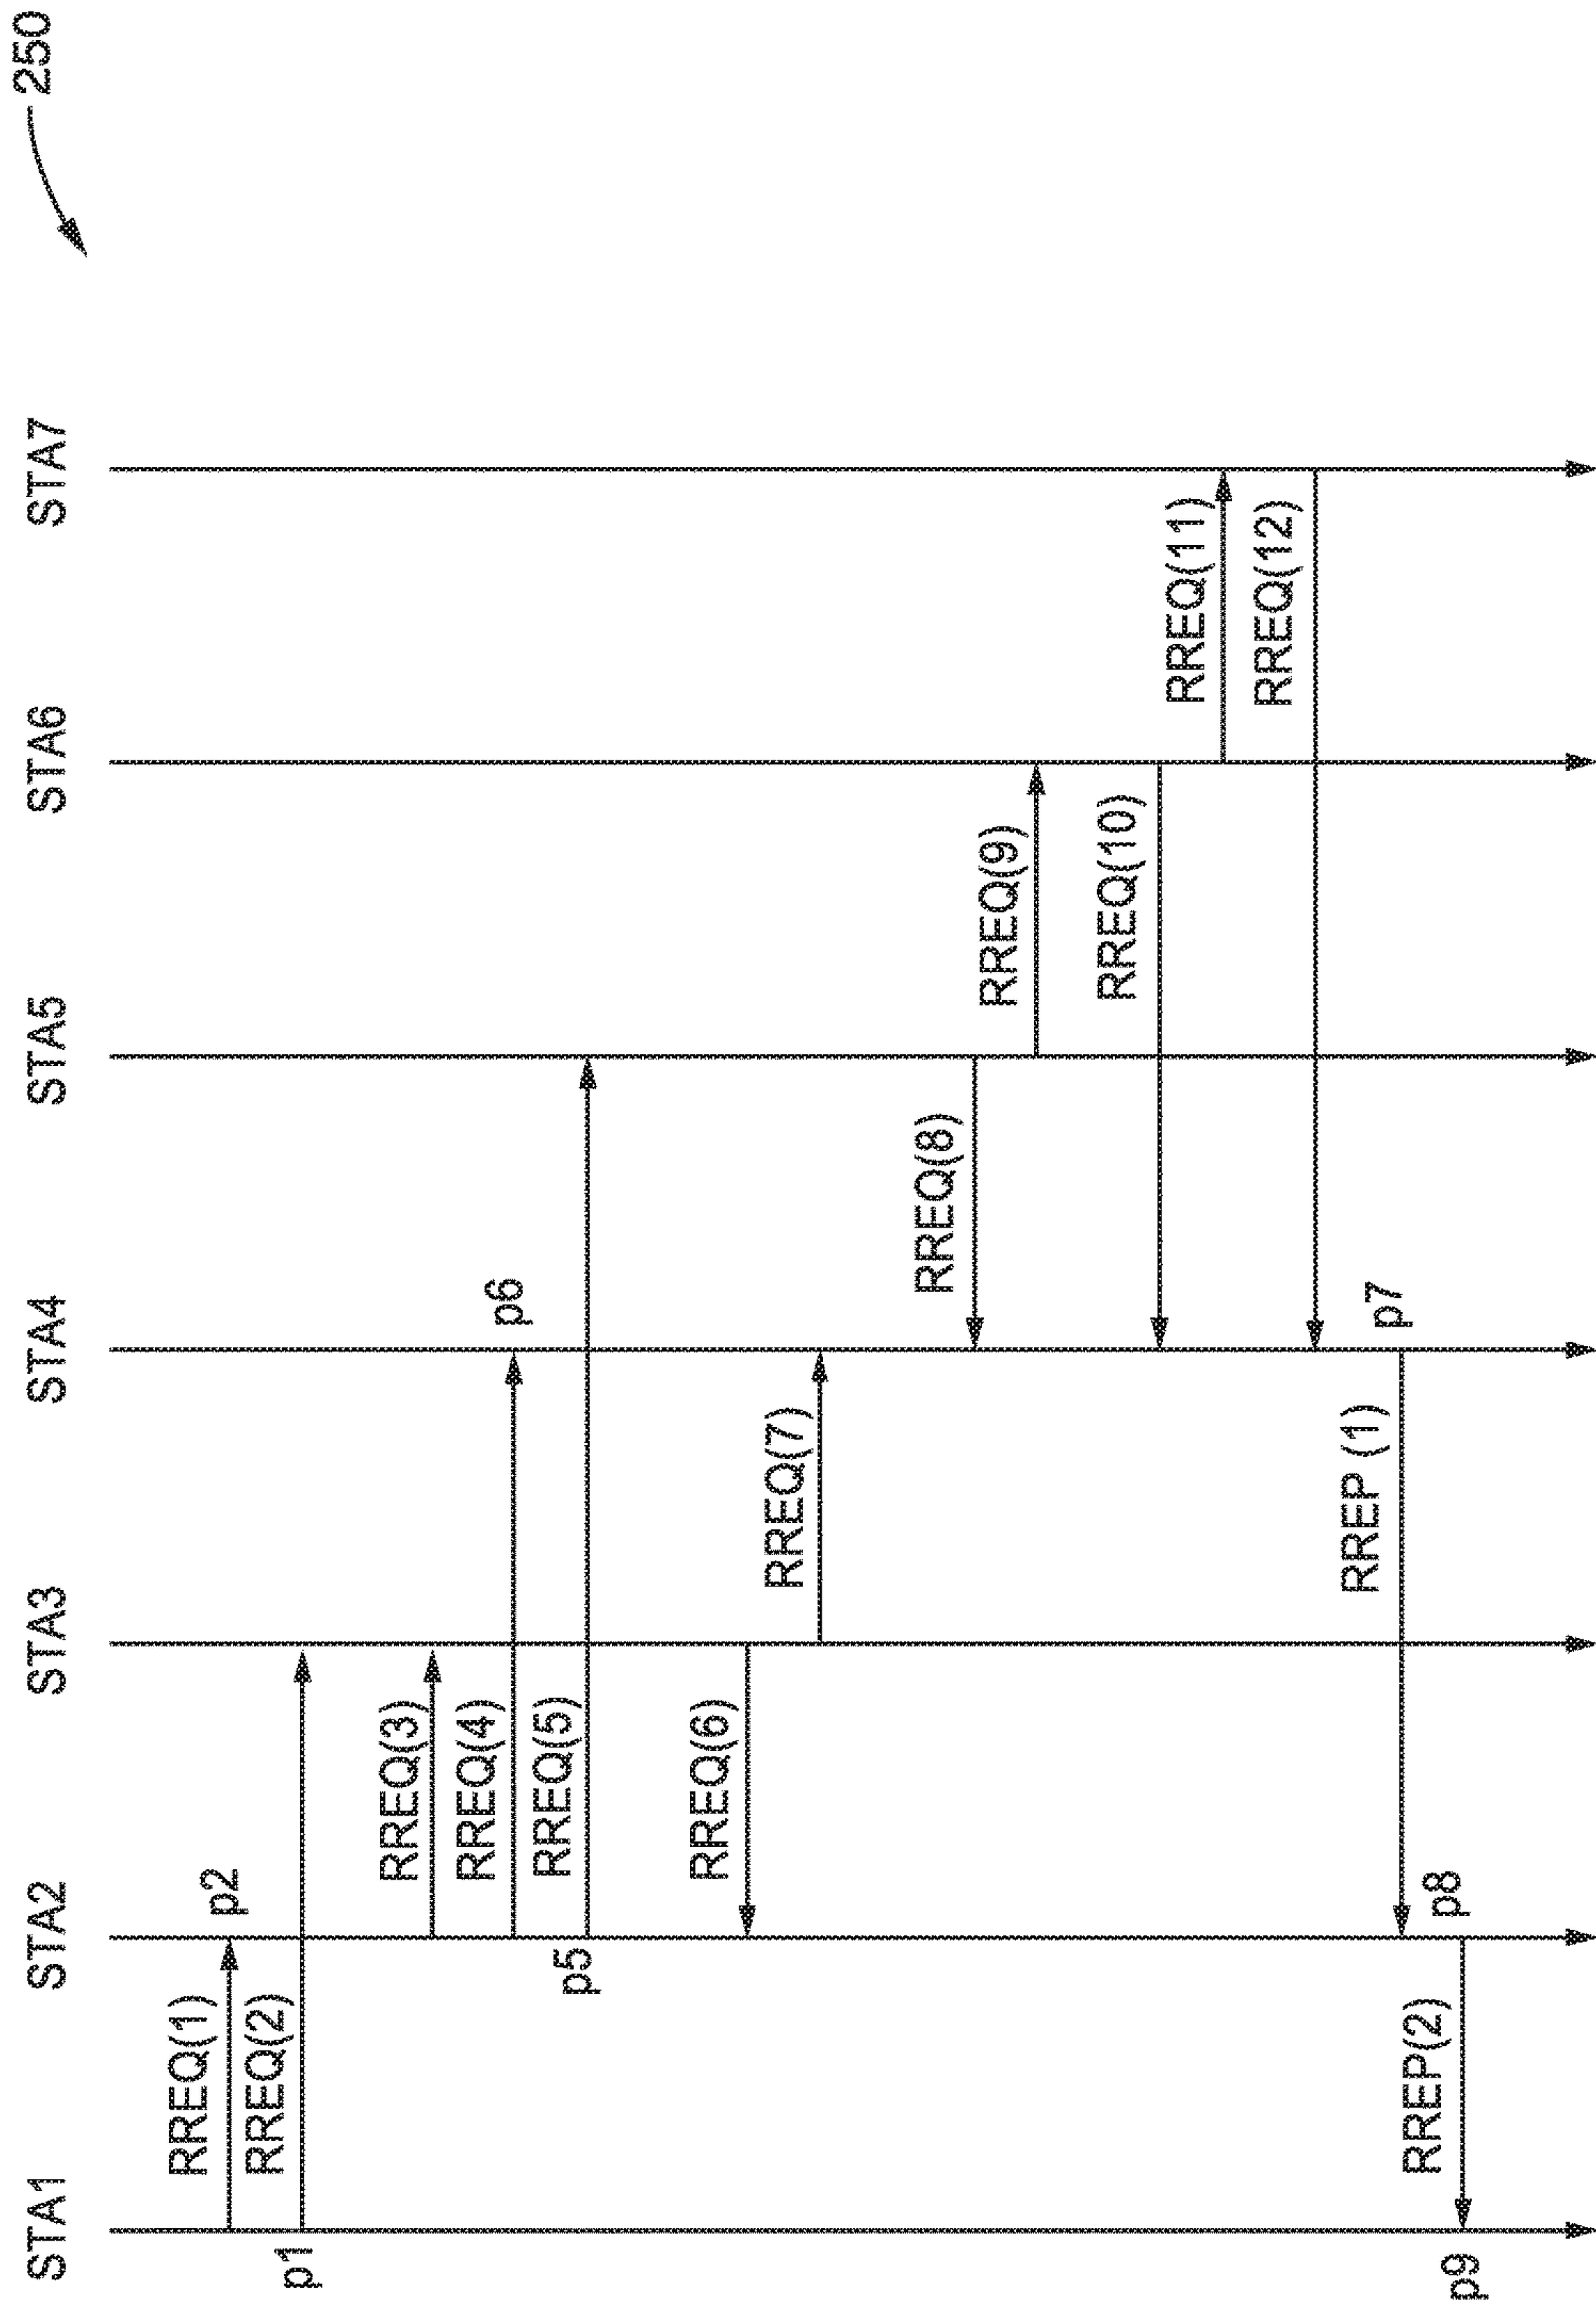 250
STA1
STA2
STA3
STA4
STA5
STA6
STA7
RREQ(1)
p2
RREQ(2)
p1
RREQ(3)
RREQ(4)
p6
RREQ(5)
p5
RREQ(6)
RREQ(7)
RREQ(8)
RREQ(9)
RREQ(10)
RREQ(11)
RREQ(12)
RREP (1)
p7
RREP(2)
p8
p9